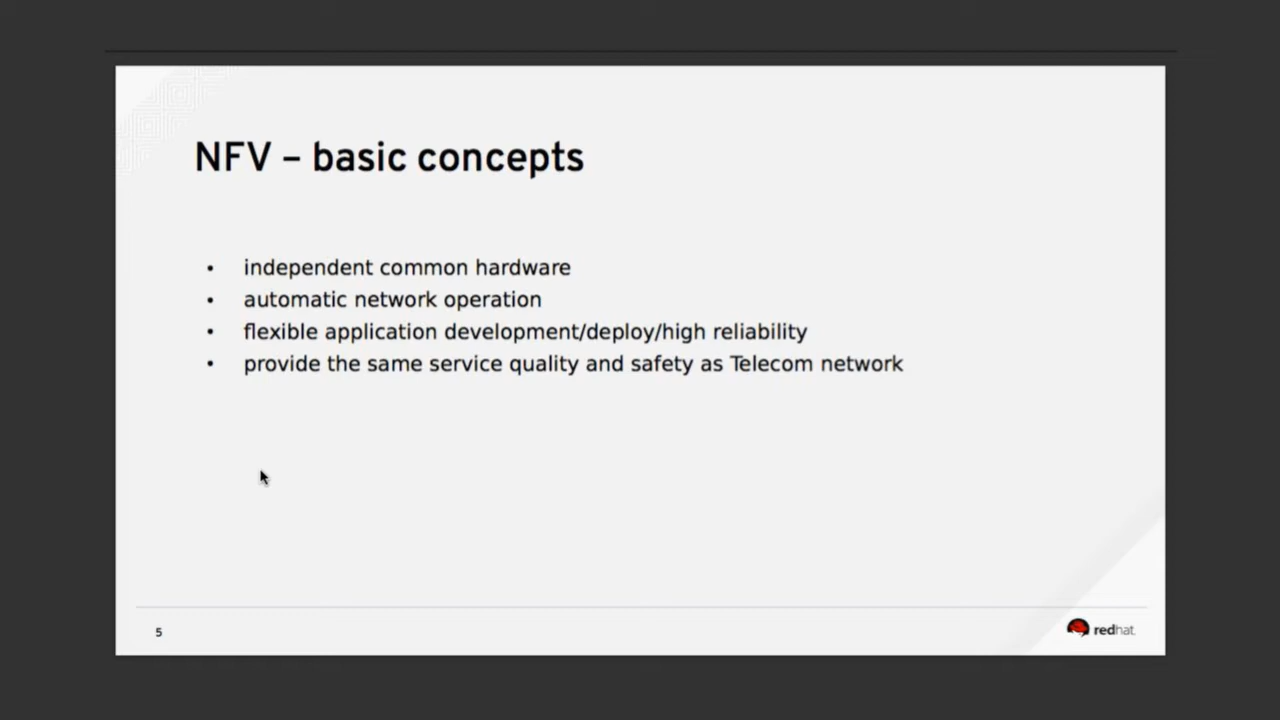 NFV – basic concepts
• independent common hardware
• automatic network operation
• flexible application development/deploy/high reliability
• provide the same service quality and safety as Telecom network
5
redhat.